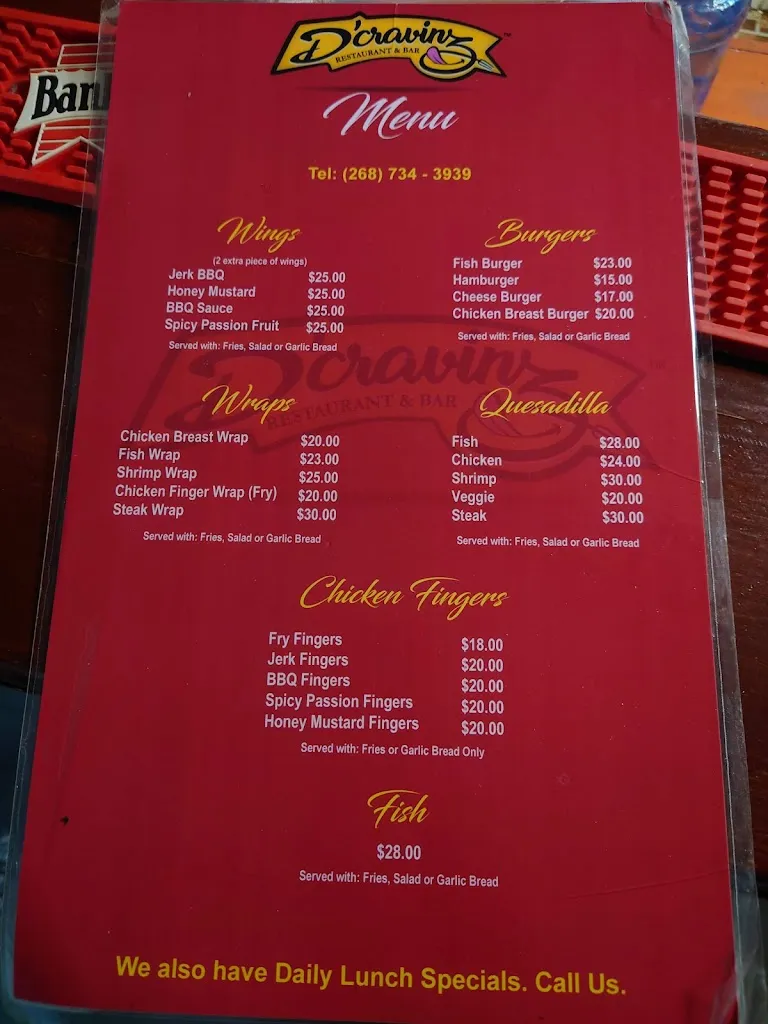 D'cravinz
RESTAURANT & BAR
Menu
Tel: (268) 734 - 3939
Wings
(2 extra piece of wings)
Jerk BBQ $25.00
Honey Mustard $25.00
BBQ Sauce $25.00
Spicy Passion Fruit $25.00
Served with: Fries, Salad or Garlic Bread
Burgers
Fish Burger $23.00
Hamburger $15.00
Cheese Burger $17.00
Chicken Breast Burger $20.00
Served with: Fries, Salad or Garlic Bread
D'cravinz
RESTAURANT & BAR
Wraps
Chicken Breast Wrap $20.00
Fish Wrap $23.00
Shrimp Wrap $25.00
Chicken Finger Wrap (Fry) $20.00
Steak Wrap $30.00
Served with: Fries, Salad or Garlic Bread
Quesadilla
Fish $28.00
Chicken $24.00
Shrimp $30.00
Veggie $20.00
Steak $30.00
Served with: Fries, Salad or Garlic Bread
Chicken Fingers
Fry Fingers $18.00
Jerk Fingers $20.00
BBQ Fingers $20.00
Spicy Passion Fingers $20.00
Honey Mustard Fingers $20.00
Served with: Fries or Garlic Bread Only
Fish
$28.00
Served with: Fries, Salad or Garlic Bread
We also have Daily Lunch Specials. Call Us.